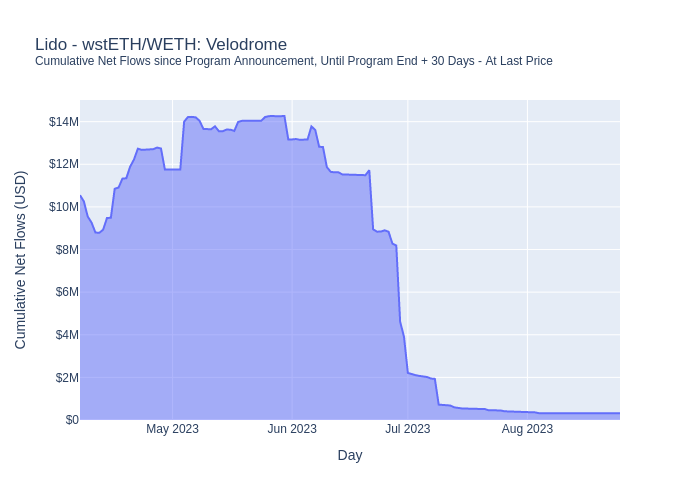 Lido - wstETH/WETH: Velodrome
Cumulative Net Flows since Program Announcement, Until Program End + 30 Days - At Last Price
Cumulative Net Flows (USD)
$14M
$12M
$10M
$8M
$6M
$4M
$2M
$0
May 2023
Jun 2023
Jul 2023
Aug 2023
Day